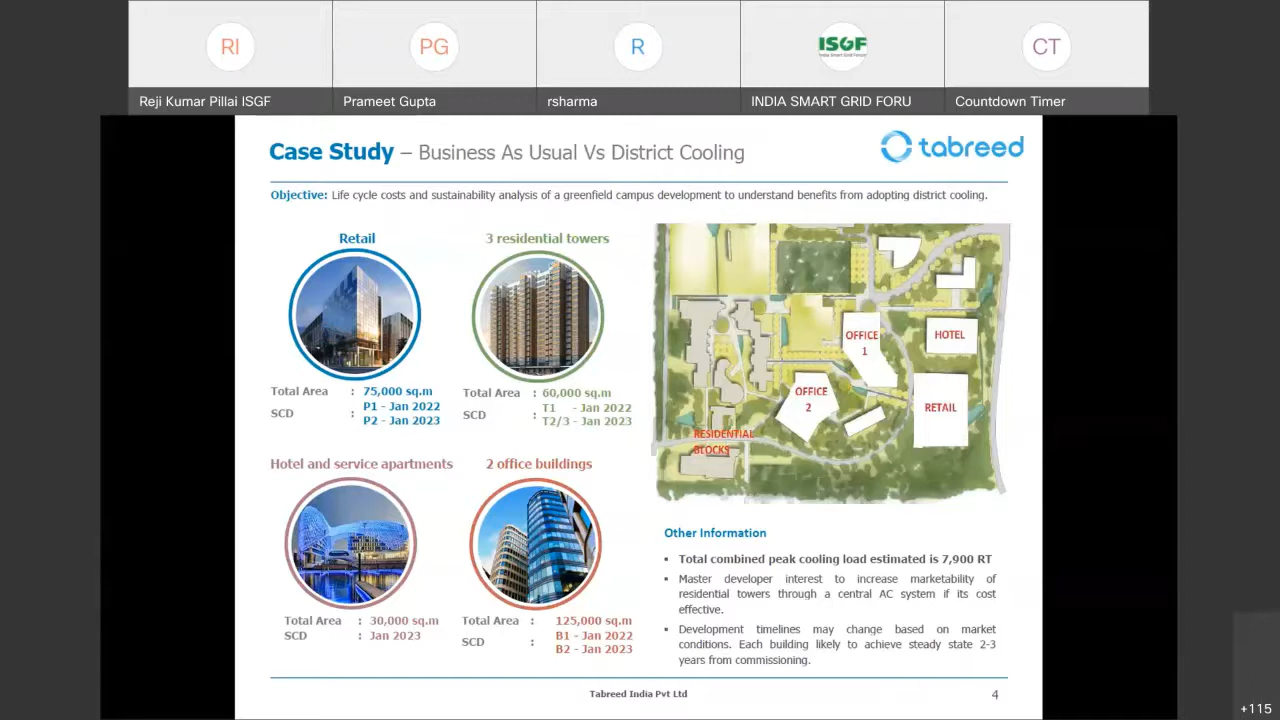 RI
PG
R
ISGF
India Smart Grid Forum
CT
Reji Kumar Pillai ISGF
Prameet Gupta
rsharma
INDIA SMART GRID FORU
Countdown Timer
Case Study – Business As Usual Vs District Cooling
tabreed
Objective: Life cycle costs and sustainability analysis of a greenfield campus development to understand benefits from adopting district cooling.
Retail
Total Area : 75,000 sq.m
SCD : P1 - Jan 2022
P2 - Jan 2023
3 residential towers
Total Area : 60,000 sq.m
SCD : T1 - Jan 2022
T2/3 - Jan 2023
Hotel and service apartments
Total Area : 30,000 sq.m
SCD : Jan 2023
2 office buildings
Total Area : 125,000 sq.m
SCD : B1 - Jan 2022
B2 - Jan 2023
OFFICE
1
HOTEL
OFFICE
2
RETAIL
RESIDENTIAL
BLOCKS
Other Information
▪ Total combined peak cooling load estimated is 7,900 RT
▪ Master developer interest to increase marketability of
residential towers through a central AC system if its cost
effective.
▪ Development timelines may change based on market
conditions. Each building likely to achieve steady state 2-3
years from commissioning.
Tabreed India Pvt Ltd
4
+115